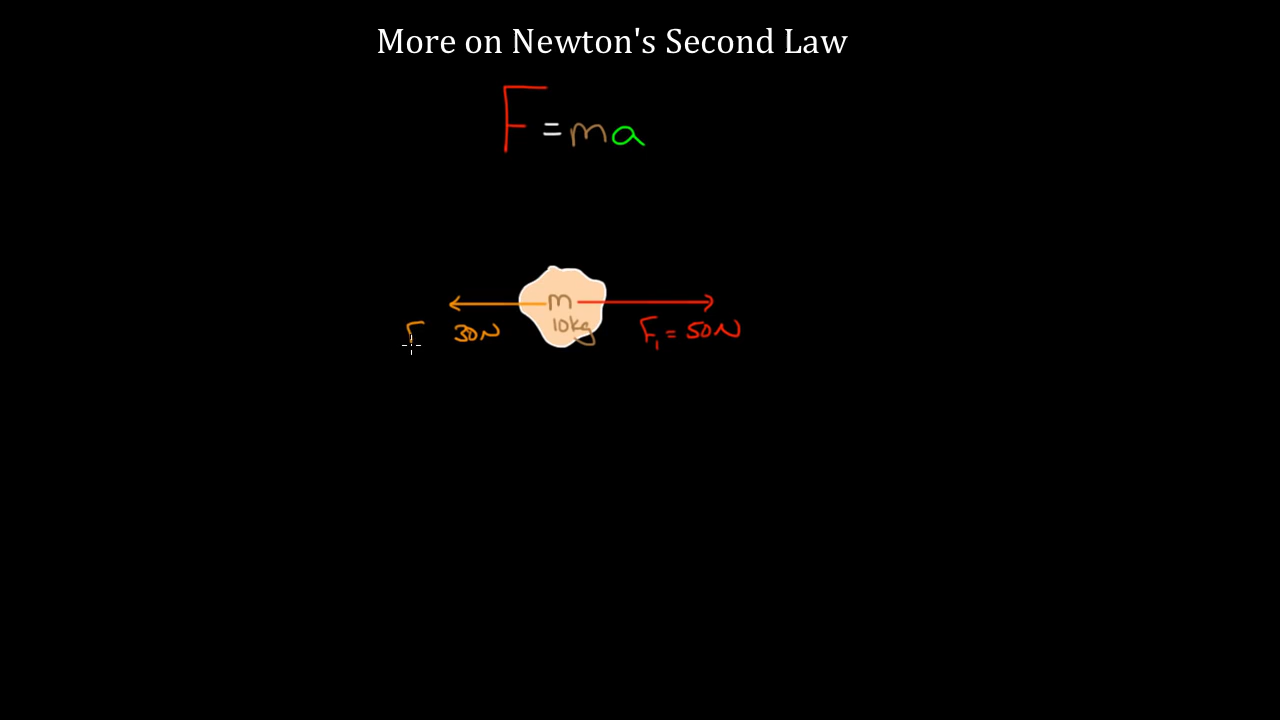 More on Newton's Second Law
F = ma
m
10kg
F 30N F₁ = 50N